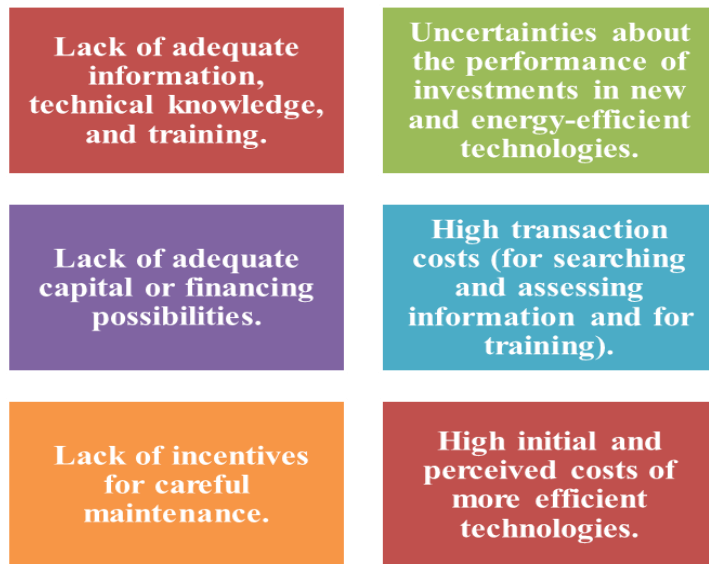 Lack of adequate
information,
technical knowledge,
and training.
Uncertainties about
the performance of
investments in new
and energy-efficient
technologies.
Lack of adequate
capital or financing
possibilities.
High transaction
costs (for searching
and assessing
information and for
training).
Lack of incentives
for careful
maintenance.
High initial and
perceived costs of
more efficient
technologies.